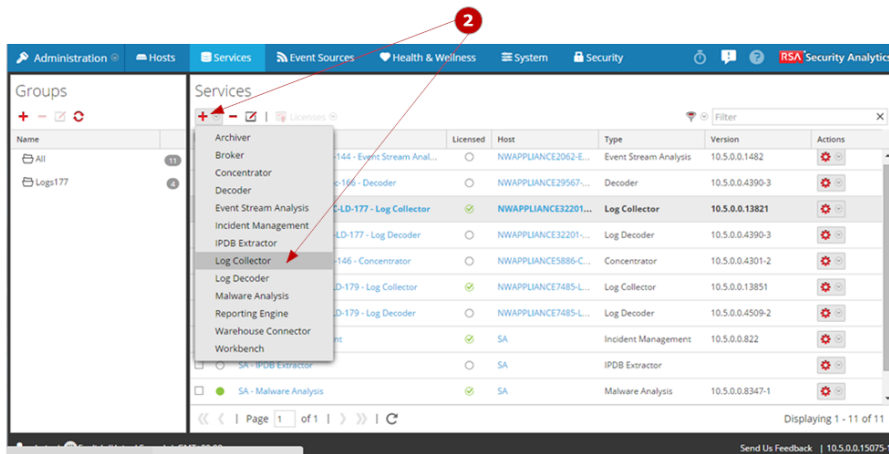 2
Administration Hosts Services Event Sources Health & Wellness System Security RSA Security Analytics
Groups
Services
Licenses
Filter
Name
Licensed Host Type Version Actions
All 11
Logs177 4
Archiver
Broker
Concentrator
Decoder
Event Stream Analysis
Incident Management
IPDB Extractor
Log Collector
Log Decoder
Malware Analysis
Reporting Engine
Warehouse Connector
Workbench
-144 - Event Stream Anal... NWAPPLIANCE2062-E... Event Stream Analysis 10.5.0.0.1482
-166 - Decoder NWAPPLIANCE29567-... Decoder 10.5.0.0.4390-3
-LD-177 - Log Collector NWAPPLIANCE32201... Log Collector 10.5.0.0.13821
-LD-177 - Log Decoder NWAPPLIANCE32201-... Log Decoder 10.5.0.0.4390-3
-146 - Concentrator NWAPPLIANCE5886-C... Concentrator 10.5.0.0.4301-2
D-179 - Log Collector NWAPPLIANCE7485-L... Log Collector 10.5.0.0.13851
D-179 - Log Decoder NWAPPLIANCE7485-L... Log Decoder 10.5.0.0.4509-2
nt SA Incident Management 10.5.0.0.822
SA - IPDB Extractor SA IPDB Extractor
SA - Malware Analysis SA Malware Analysis 10.5.0.0.8347-1
Page 1 of 1
Displaying 1 - 11 of 11
Send Us Feedback | 10.5.0.0.15075-1